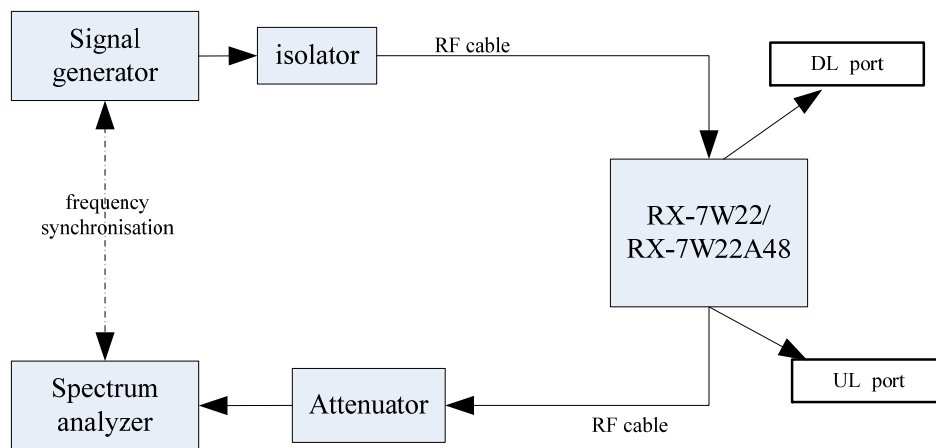 Signal
generator
isolator
RF cable
DL port
frequency
synchronisation
RX-7W22/
RX-7W22A48
Spectrum
analyzer
Attenuator
RF cable
UL port